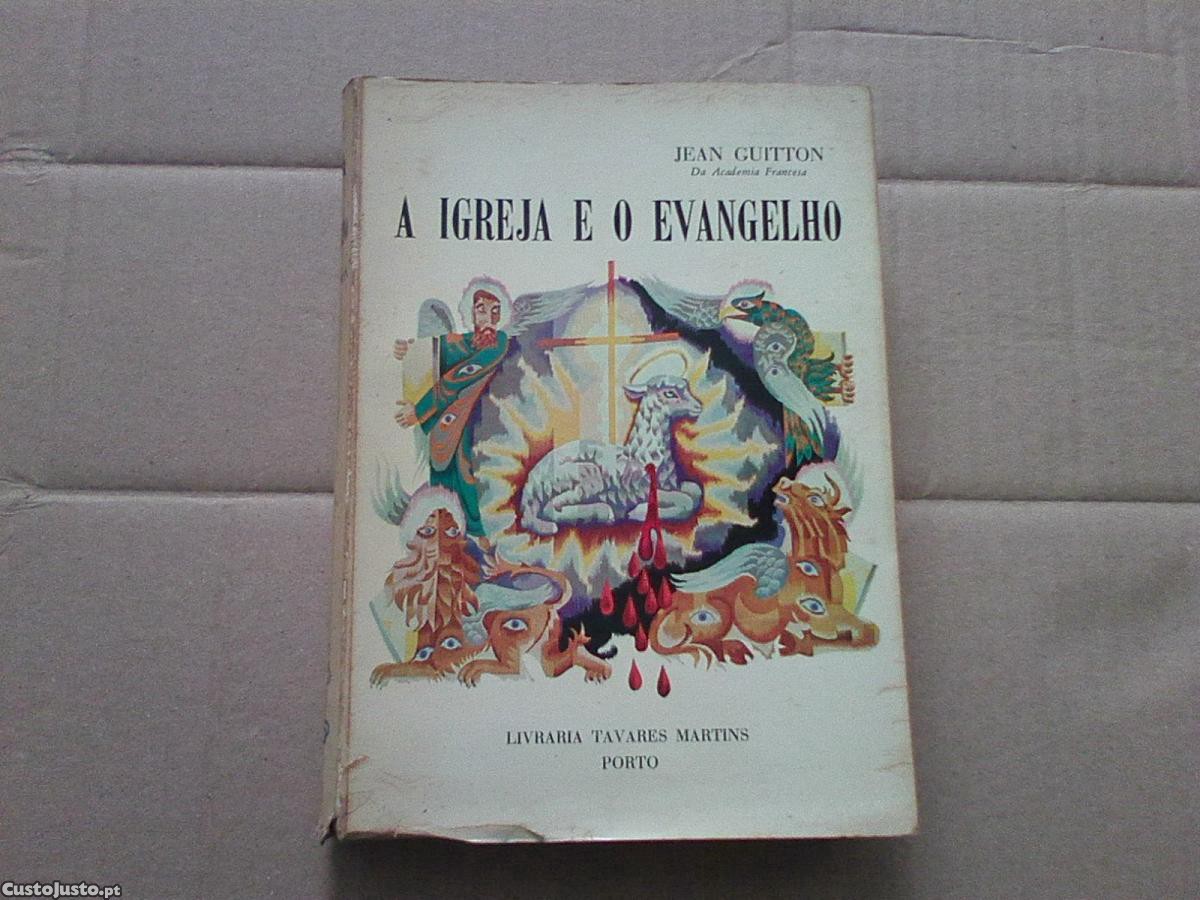 JEAN GUITTON
Da Academia Francesa
A IGREJA E O EVANGELHO
LIVRARIA TAVARES MARTINS
PORTO
CustoJusto.pt